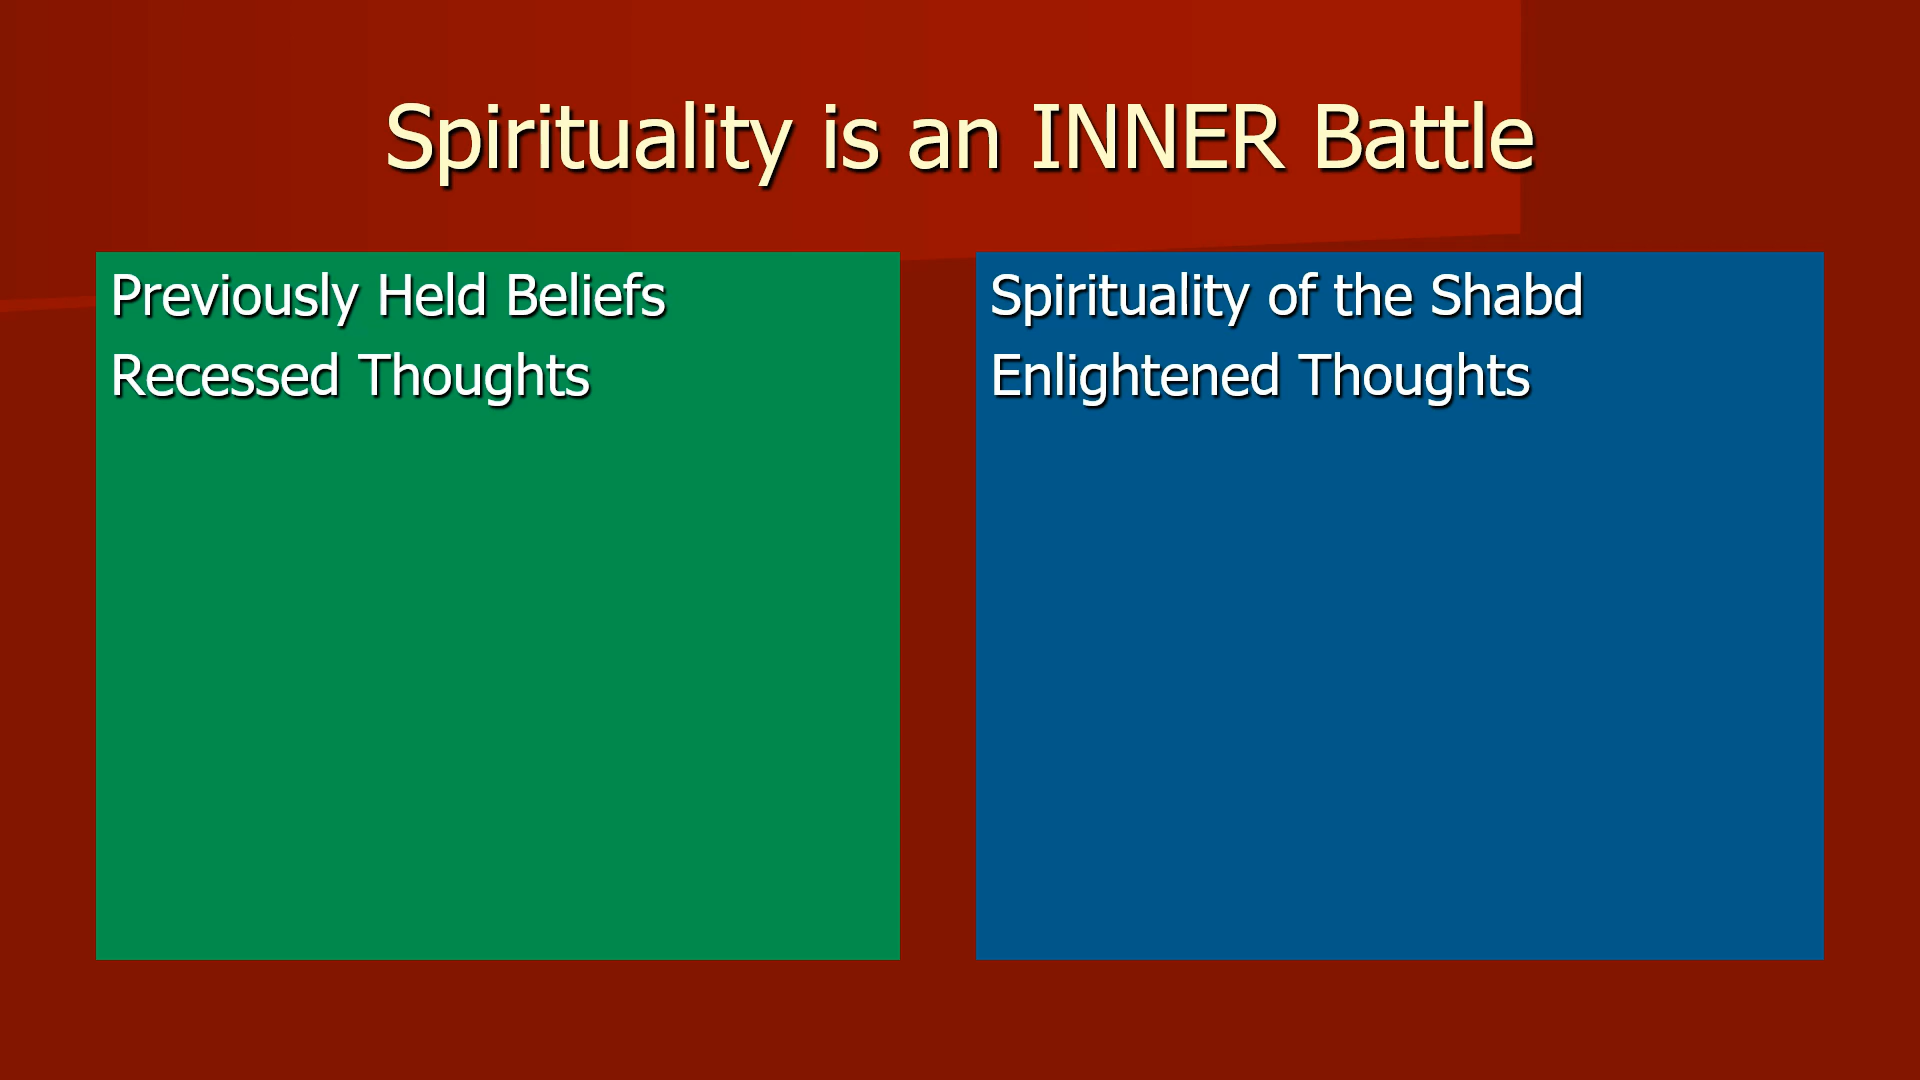 Spirituality is an INNER Battle
Previously Held Beliefs
Recessed Thoughts
Spirituality of the Shabd
Enlightened Thoughts